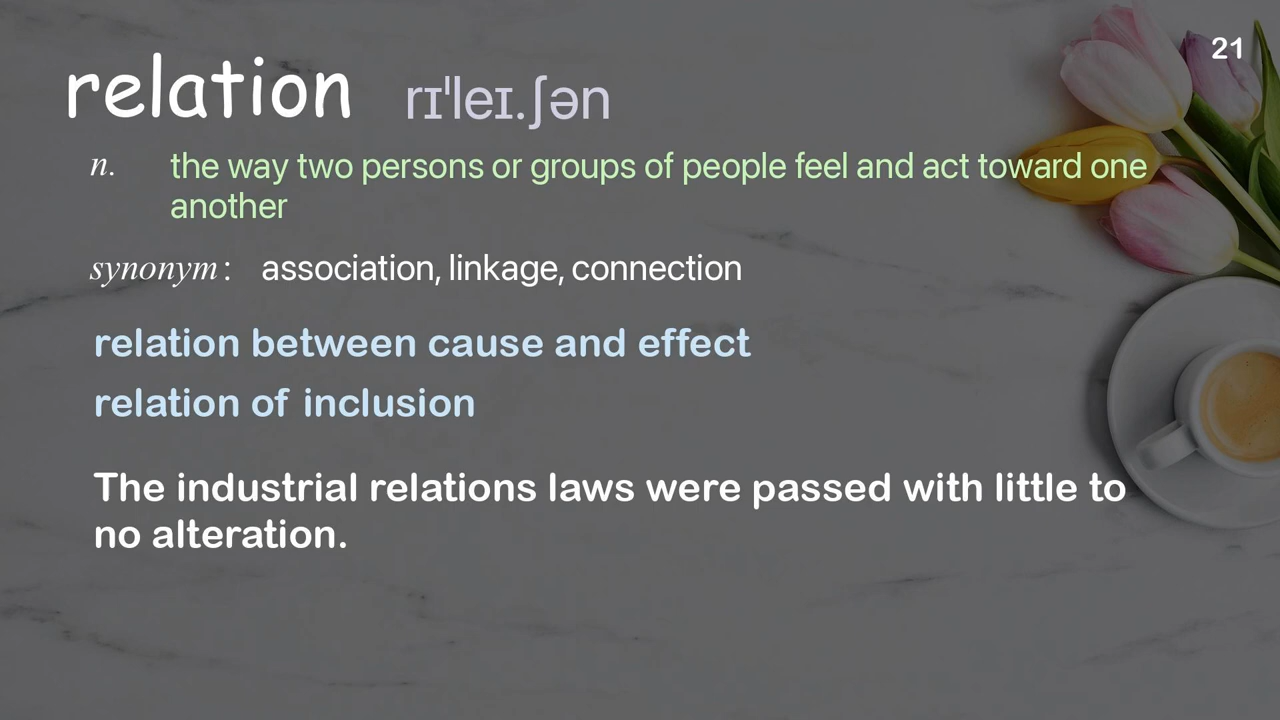 21
relation rɪˈleɪ.ʃən
n. the way two persons or groups of people feel and act toward one
another
synonym: association, linkage, connection
relation between cause and effect
relation of inclusion
The industrial relations laws were passed with little to
no alteration.